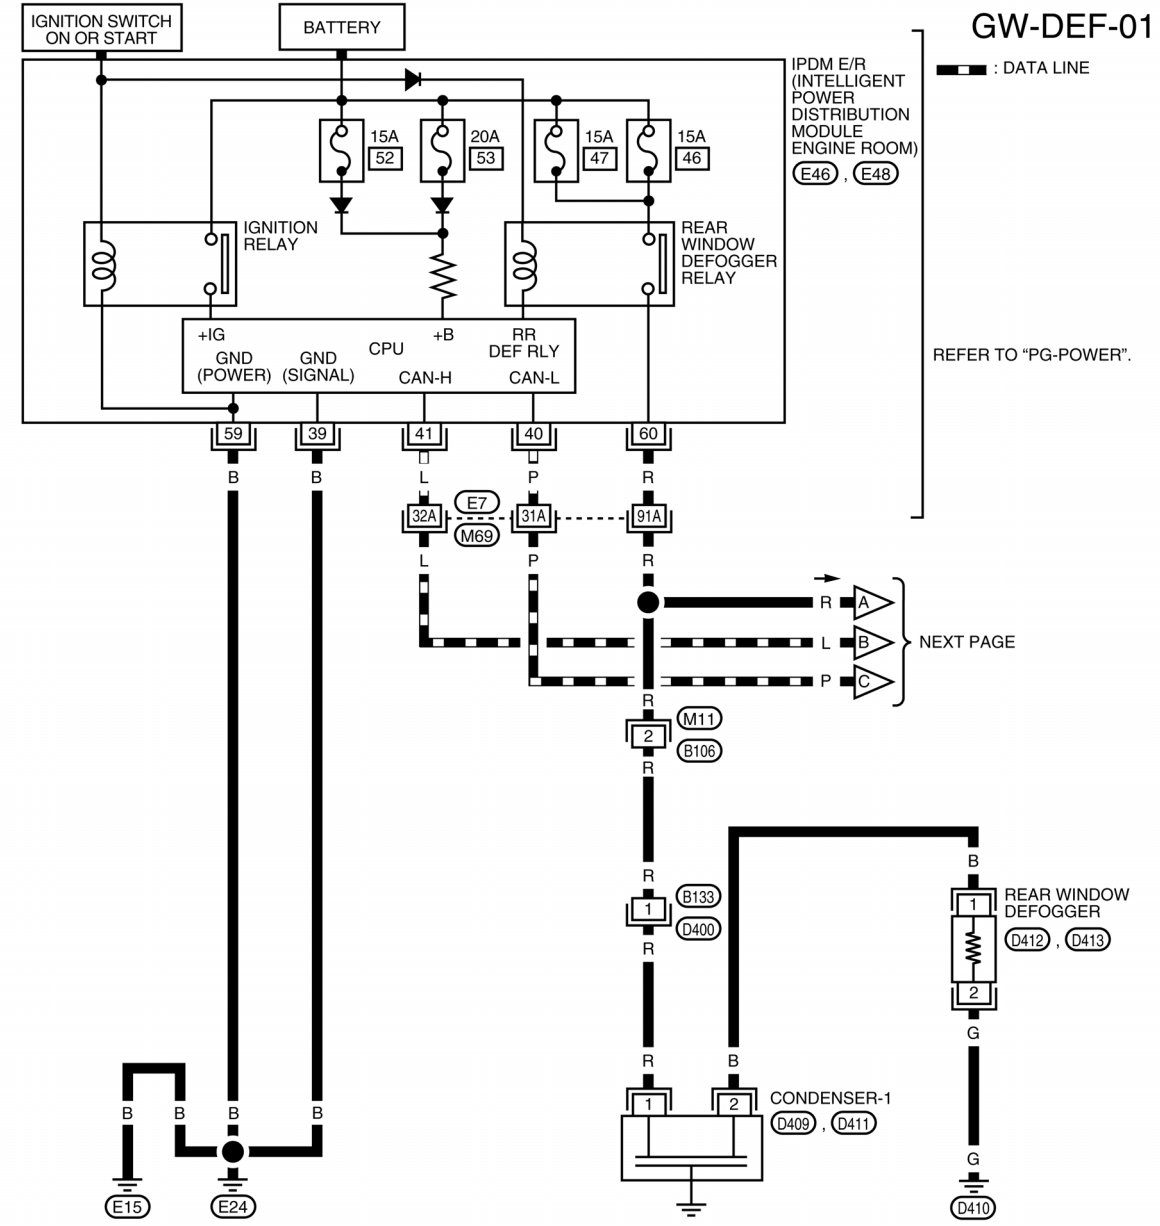 GW-DEF-01
IGNITION SWITCH
ON OR START
BATTERY
: DATA LINE
IPDM E/R
(INTELLIGENT
POWER
DISTRIBUTION
MODULE
ENGINE ROOM)
E46 , E48
15A
52
20A
53
15A
47
15A
46
IGNITION
RELAY
REAR
WINDOW
DEFOGGER
RELAY
+IG
+B
RR
DEF RLY
CPU
GND
(POWER)
GND
(SIGNAL)
CAN-H
CAN-L
REFER TO “PG-POWER”.
59
39
41
40
60
B
B
L
P
R
E7
32A
31A
91A
M69
L
P
R
R
A
L
B
NEXT PAGE
P
C
R
M11
2
B106
R
R
B133
1
D400
R
B
1
REAR WINDOW
DEFOGGER
D412 , D413
2
G
R
B
1
2
CONDENSER-1
D409 , D411
B
B
B
B
G
E15
E24
D410